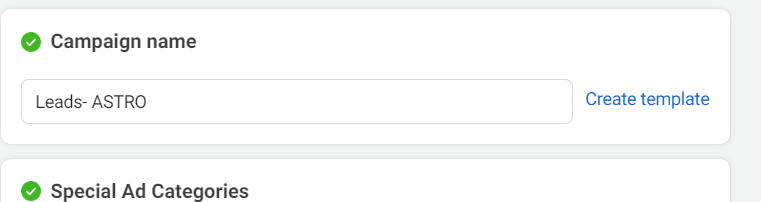 Campaign name
Leads- ASTRO
Create template
Special Ad Categories